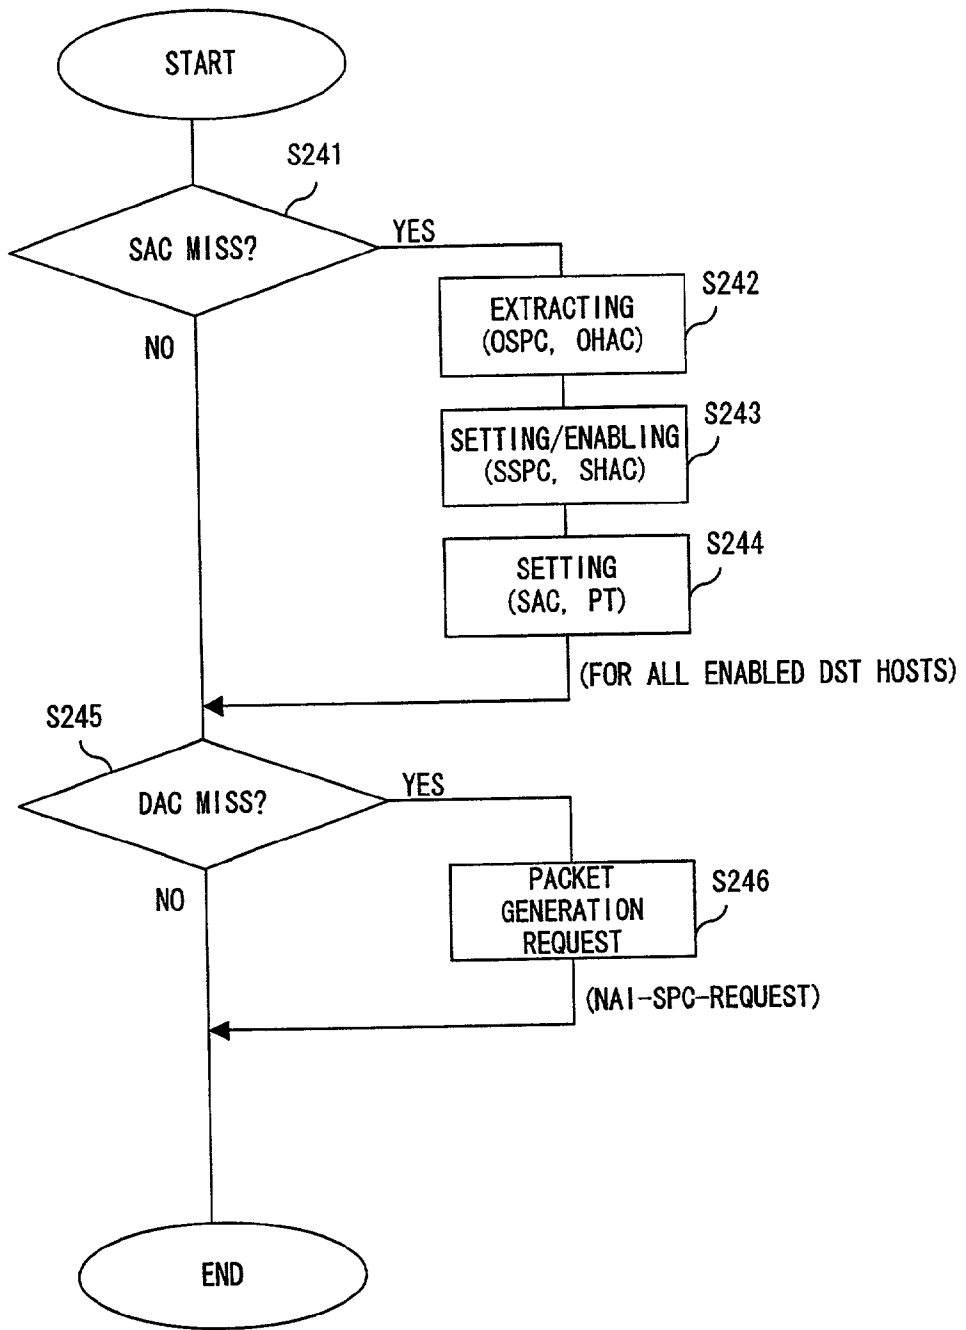 START
S241
SAC MISS?
YES
NO
S242
EXTRACTING
(OSPC, OHAC)
S243
SETTING/ENABLING
(SSPC, SHAC)
S244
SETTING
(SAC, PT)
(FOR ALL ENABLED DST HOSTS)
S245
DAC MISS?
YES
NO
S246
PACKET
GENERATION
REQUEST
(NAI-SPC-REQUEST)
END